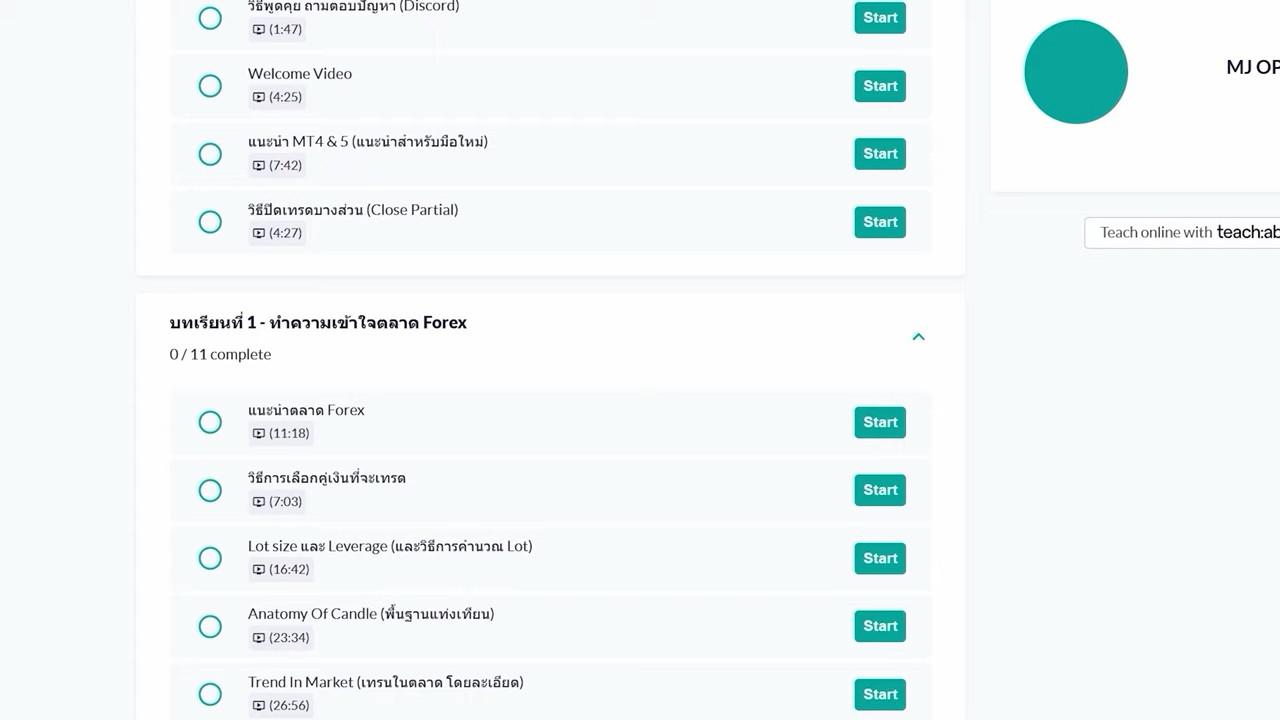 วิธีพูดคุย ถามตอบปัญหา (Discord)
(1:47)
Start
Welcome Video
(4:25)
Start
แนะนำ MT4 & 5 (แนะนำสำหรับมือใหม่)
(7:42)
Start
วิธีปิดเทรดบางส่วน (Close Partial)
(4:27)
Start
บทเรียนที่ 1 - ทำความเข้าใจตลาด Forex
0 / 11 complete
แนะนำตลาด Forex
(11:18)
Start
วิธีการเลือกคู่เงินที่จะเทรด
(7:03)
Start
Lot size และ Leverage (และวิธีการคำนวณ Lot)
(16:42)
Start
Anatomy Of Candle (พื้นฐานแท่งเทียน)
(23:34)
Start
Trend In Market (เทรนในตลาด โดยละเอียด)
(26:56)
Start
MJ OP
Teach online with teach:ab